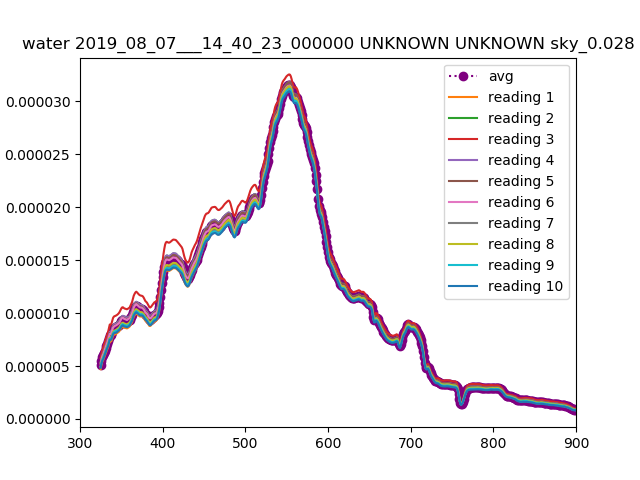 water 2019_08_07___14_40_23_000000 UNKNOWN UNKNOWN sky_0.028
0.000030
0.000025
0.000020
0.000015
0.000010
0.000005
0.000000
300 400 500 600 700 800 900
avg
reading 1
reading 2
reading 3
reading 4
reading 5
reading 6
reading 7
reading 8
reading 9
reading 10